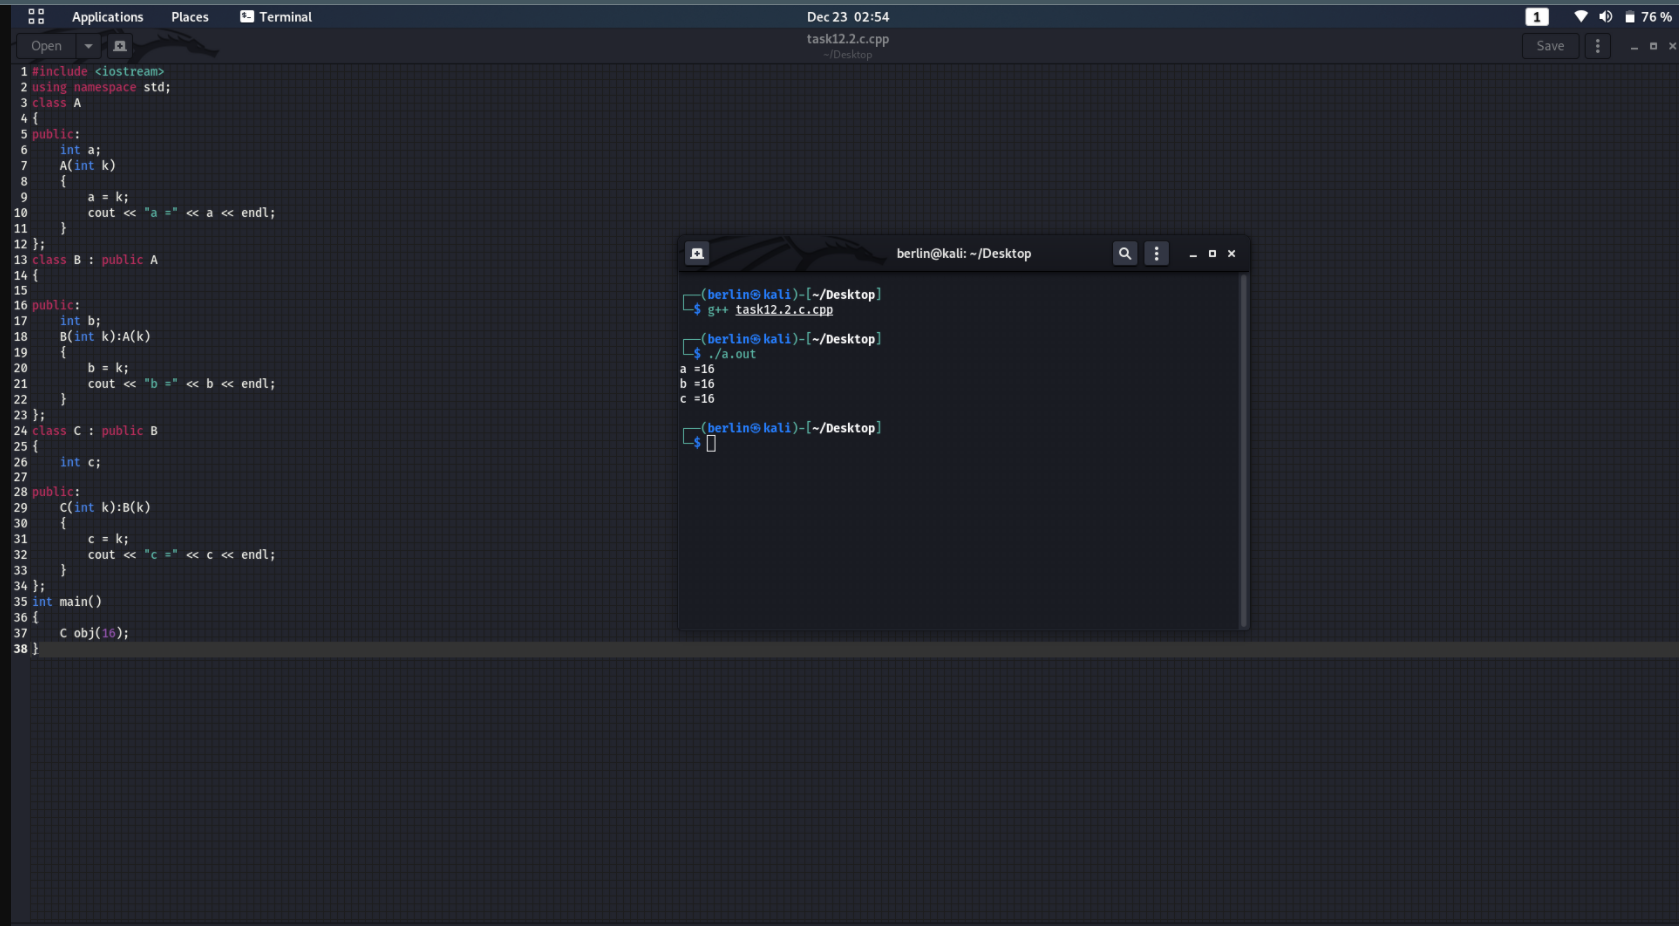 Applications Places Terminal Dec 23 02:54 1 76 %
Open task12.2.c.cpp Save
~/Desktop
1 #include <iostream>
2 using namespace std;
3 class A
4 {
5 public:
6     int a;
7     A(int k)
8     {
9         a = k;
10         cout << "a =" << a << endl;
11     }
12 };
13 class B : public A
14 {
15
16 public:
17     int b;
18     B(int k):A(k)
19     {
20         b = k;
21         cout << "b =" << b << endl;
22     }
23 };
24 class C : public B
25 {
26     int c;
27
28 public:
29     C(int k):B(k)
30     {
31         c = k;
32         cout << "c =" << c << endl;
33     }
34 };
35 int main()
36 {
37     C obj(16);
38 }
berlin@kali: ~/Desktop
┌──(berlin㉿kali)-[~/Desktop]
└─$ g++ task12.2.c.cpp
┌──(berlin㉿kali)-[~/Desktop]
└─$ ./a.out
a =16
b =16
c =16
┌──(berlin㉿kali)-[~/Desktop]
└─$